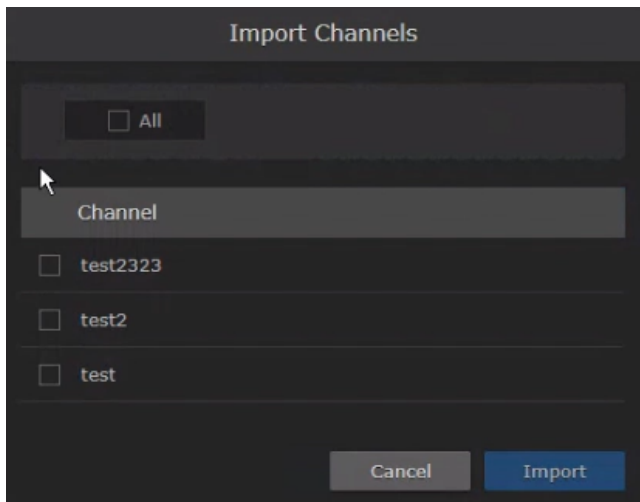 Import Channels
All
Channel
test2323
test2
test
Cancel Import